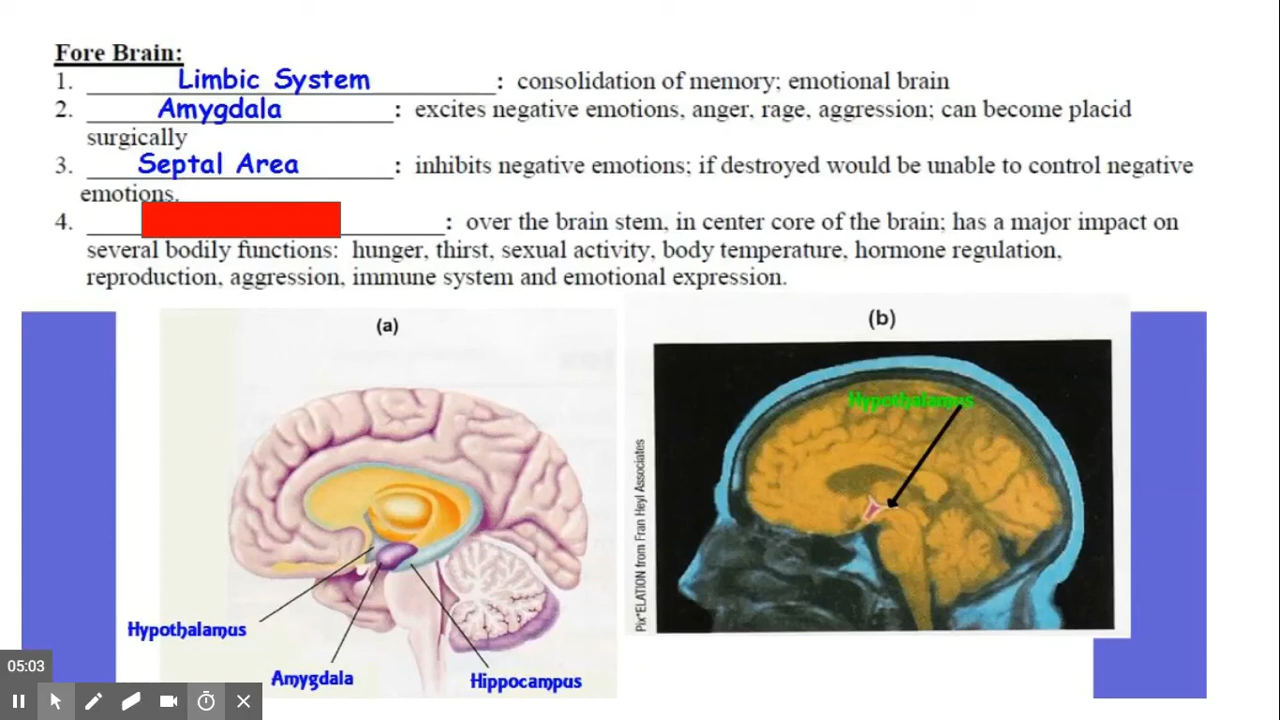 Fore Brain:
1. Limbic System : consolidation of memory; emotional brain
2. Amygdala : excites negative emotions, anger, rage, aggression; can become placid
surgically
3. Septal Area : inhibits negative emotions; if destroyed would be unable to control negative
emotions.
4. : over the brain stem, in center core of the brain; has a major impact on
several bodily functions: hunger, thirst, sexual activity, body temperature, hormone regulation,
reproduction, aggression, immune system and emotional expression.
(a)
(b)
Hypothalamus
Pix*ELATION from Fran Heyl Associates
Hypothalamus
Amygdala
Hippocampus
05:03